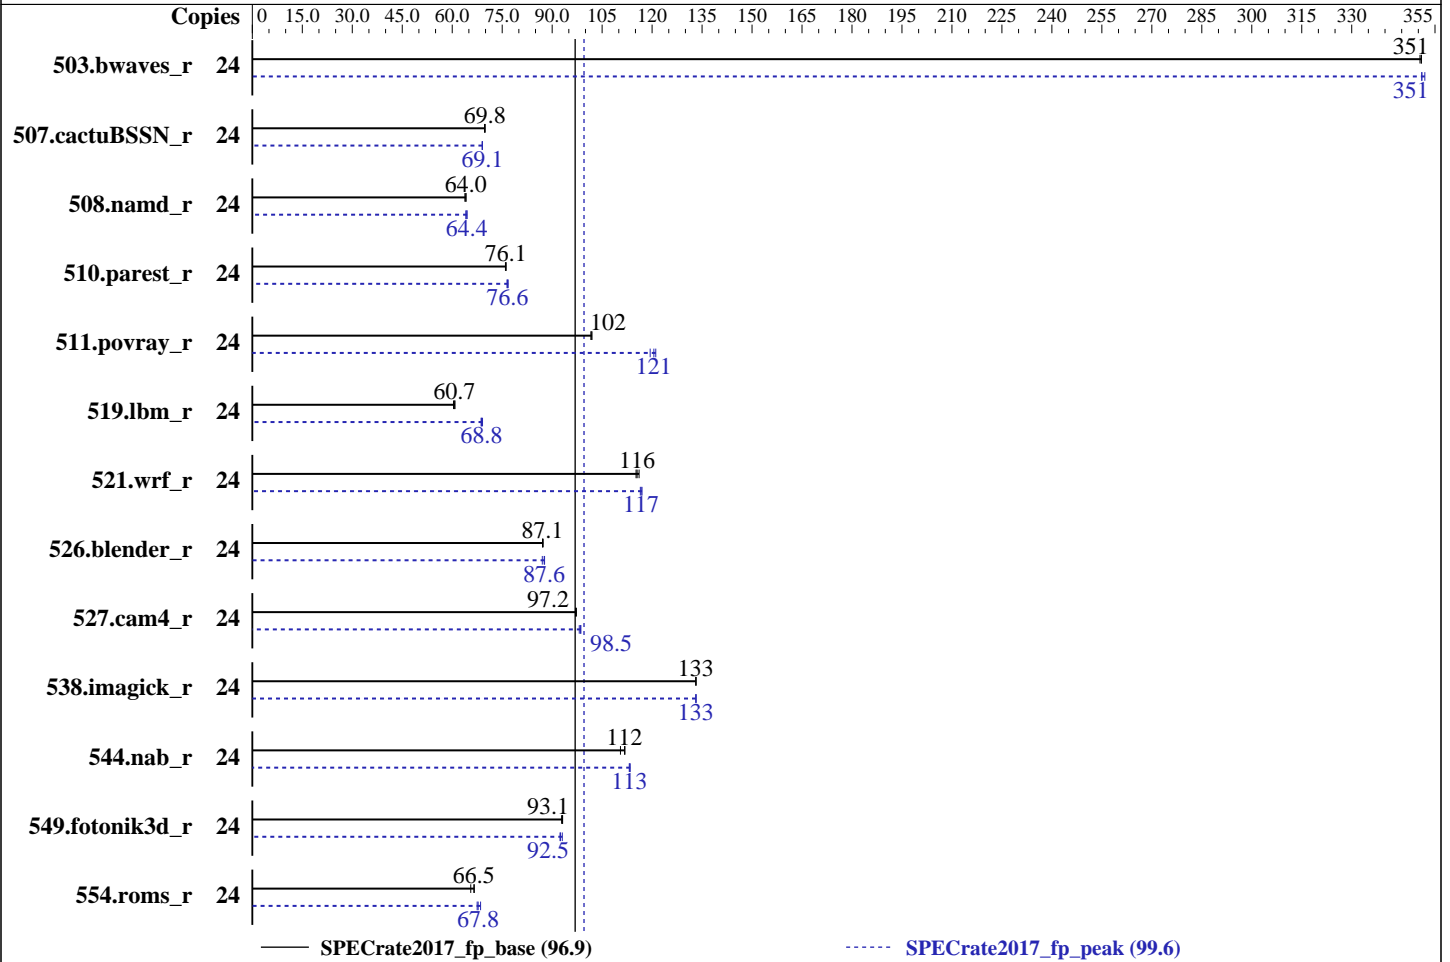 Copies 0 15.0 30.0 45.0 60.0 75.0 90.0 105 120 135 150 165 180 195 210 225 240 255 270 285 300 315 330 355
351
503.bwaves_r 24
351
69.8
507.cactuBSSN_r 24
69.1
64.0
508.namd_r 24
64.4
76.1
510.parest_r 24
76.6
102
511.povray_r 24
121
60.7
519.lbm_r 24
68.8
116
521.wrf_r 24
117
87.1
526.blender_r 24
87.6
97.2
527.cam4_r 24
98.5
133
538.imagick_r 24
133
112
544.nab_r 24
113
93.1
549.fotonik3d_r 24
92.5
66.5
554.roms_r 24
67.8
SPECrate2017_fp_base (96.9) SPECrate2017_fp_peak (99.6)